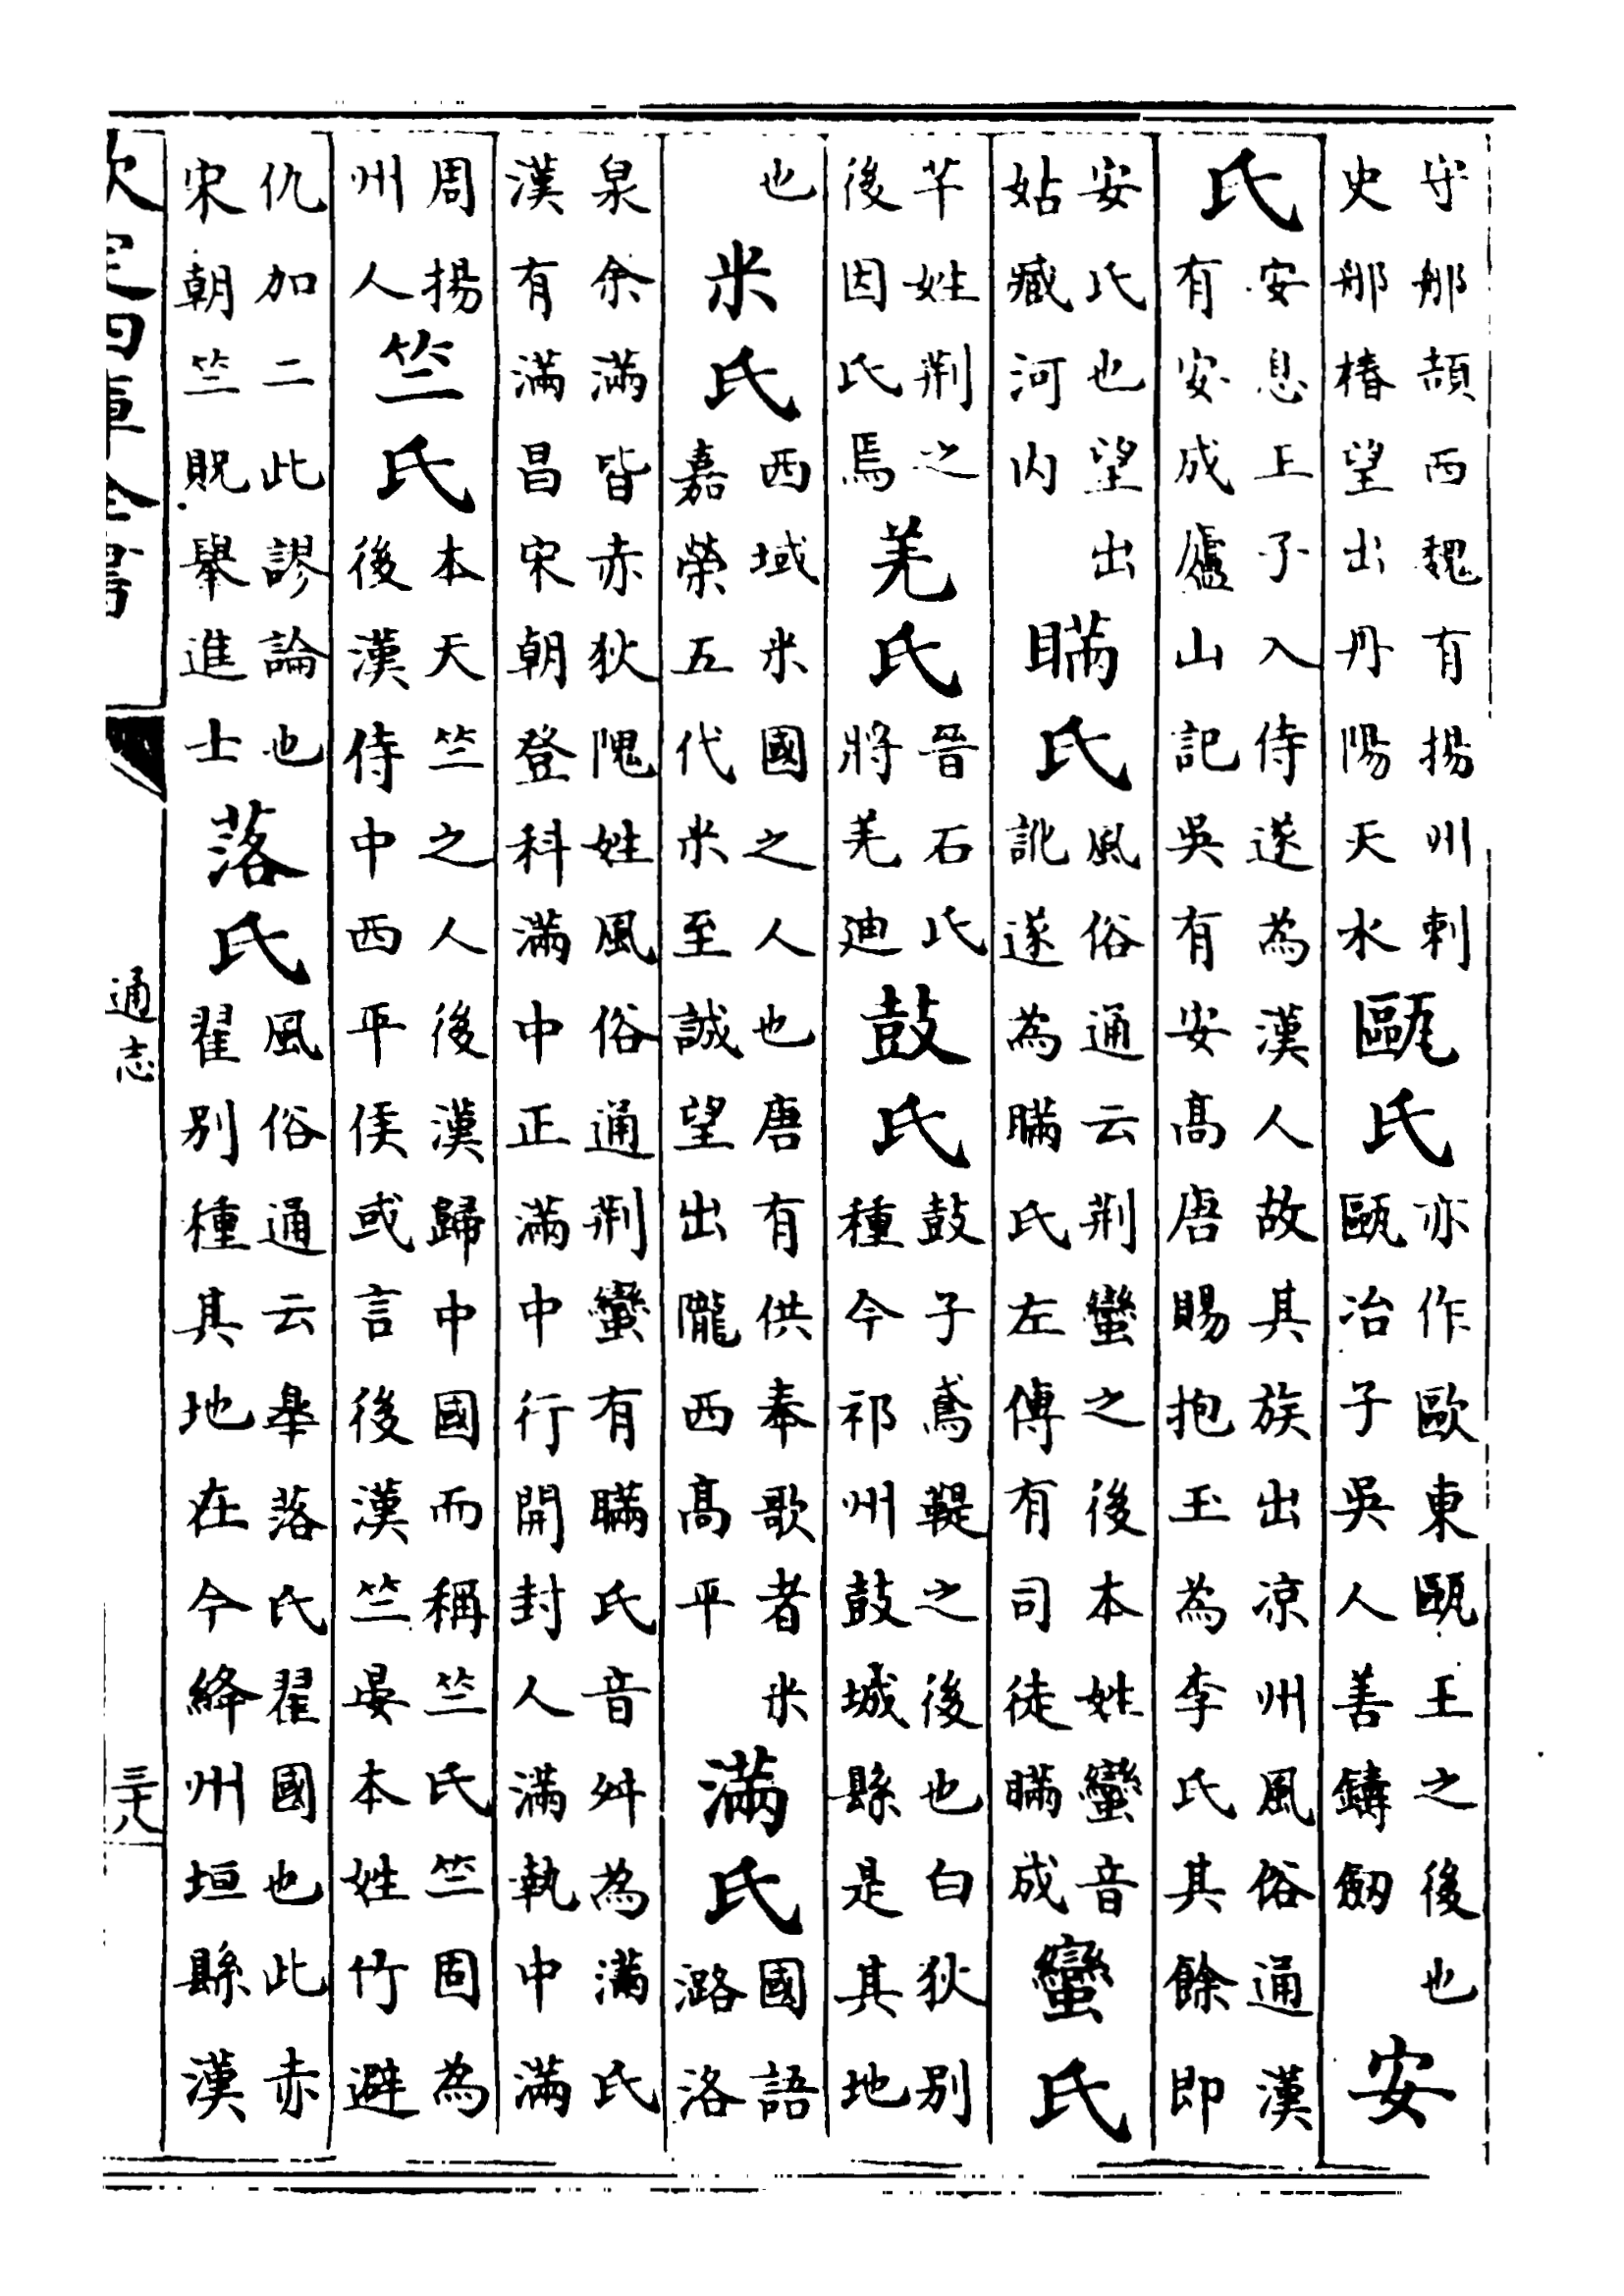 守那頡西魏有揚州刺史那椿望出丹陽天水甌氏亦作歐東甌王之後也甌冶子吳人善鑄劒安
氏安息王子入侍遂為漢人故其族出凉州風俗通漢有安成廬山記吳有安髙唐賜抱玉為李氏其餘即
安氏也望出姑臧河内瞞氏風俗通云荆蠻之後本姓蠻音訛遂為瞞氏左傳有司徒瞞成蠻氏
芊姓荆之後因氏焉羌氏晉石氏將羌廸鼓氏鼓子鳶鞮之後也白狄别種今祁州鼓城縣是其地
也米氏西域米國之人也唐有供奉歌者米嘉榮五代米至誠望出隴西髙平滿氏國語潞洛
泉余滿皆赤狄隗姓風俗通荆蠻有瞞氏音舛為滿氏漢有滿昌宋朝登科滿中正滿中行開封人滿執中滿
周揚州人竺氏本天竺之人後漢歸中國而稱竺氏竺固為後漢侍中西平侯或言後漢竺晏本姓竹避
仇加二此謬論也宋朝竺貺舉進士落氏風俗通云臯落氏翟國也此赤翟别種其地在今絳州垣縣漢
欽定四庫全書
通志
三十八